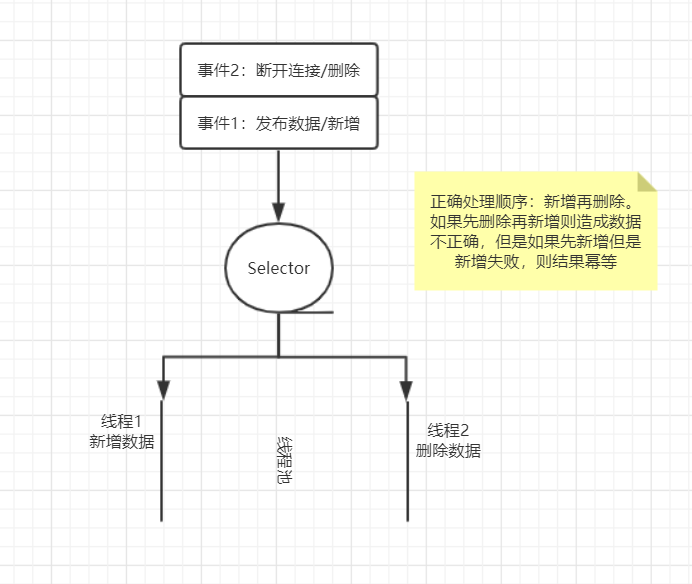 事件2：断开连接/删除
事件1：发布数据/新增
正确处理顺序：新增再删除。
如果先删除再新增则造成数据
不正确，但是如果先新增但是
新增失败，则结果幂等
Selector
线程1
新增数据
线程池
线程2
删除数据